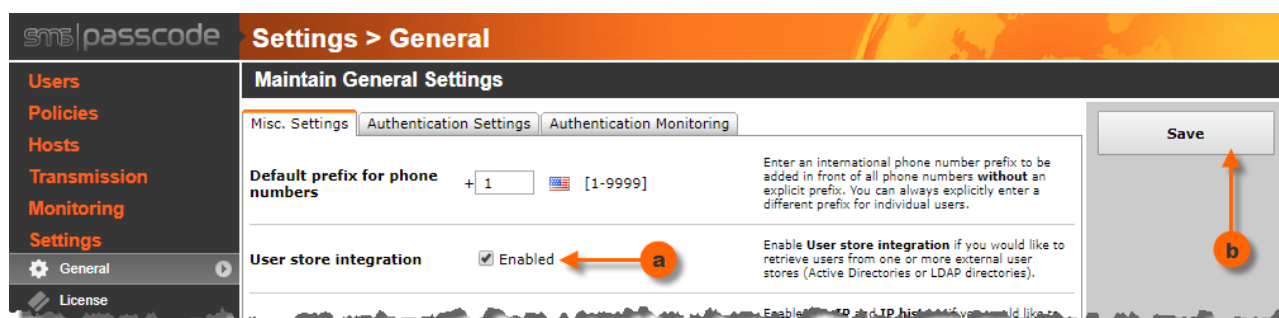 sms|passcode
Settings > General
Users
Policies
Hosts
Transmission
Monitoring
Settings
General
License
Maintain General Settings
Misc. Settings
Authentication Settings
Authentication Monitoring
Default prefix for phone
numbers
+ 1 [1-9999]
Enter an international phone number prefix to be
added in front of all phone numbers without an
explicit prefix. You can always explicitly enter a
different prefix for individual users.
User store integration
Enabled
a
Enable User store integration if you would like to
retrieve users from one or more external user
stores (Active Directories or LDAP directories).
Save
b